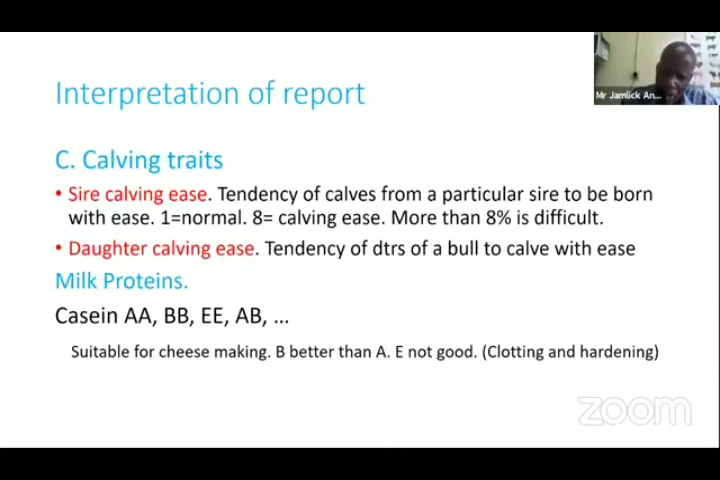 Interpretation of report
Mr Jamlick An...
C. Calving traits
• Sire calving ease. Tendency of calves from a particular sire to be born
with ease. 1=normal. 8= calving ease. More than 8% is difficult.
• Daughter calving ease. Tendency of dtrs of a bull to calve with ease
Milk Proteins.
Casein AA, BB, EE, AB, ...
Suitable for cheese making. B better than A. E not good. (Clotting and hardening)
zoom